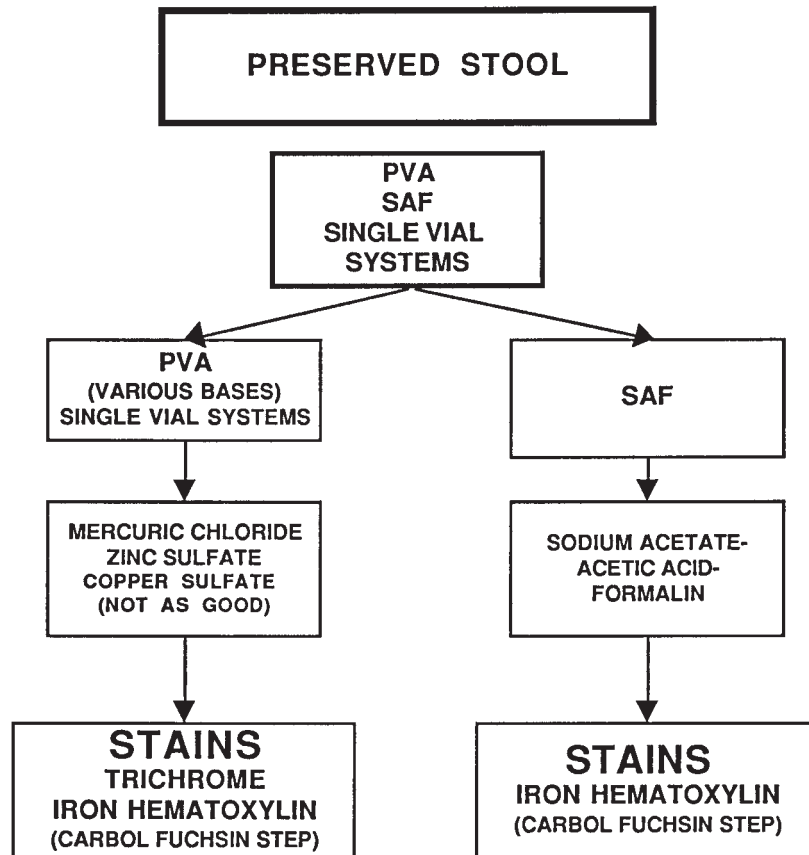 PRESERVED STOOL
PVA
SAF
SINGLE VIAL
SYSTEMS
PVA
(VARIOUS BASES)
SINGLE VIAL SYSTEMS
MERCURIC CHLORIDE
ZINC SULFATE
COPPER SULFATE
(NOT AS GOOD)
STAINS
TRICHROME
IRON HEMATOXYLIN
(CARBOL FUCHSIN STEP)
SAF
SODIUM ACETATE-
ACETIC ACID-
FORMALIN
STAINS
IRON HEMATOXYLIN
(CARBOL FUCHSIN STEP)